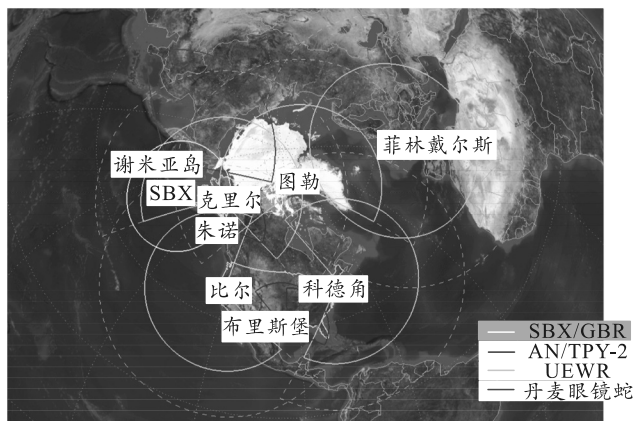 菲林戴尔斯
谢米亚岛
图勒
SBX
克里尔
朱诺
比尔
科德角
布里斯堡
SBX/GBR
AN/TPY-2
UEWR
丹麦眼镜蛇